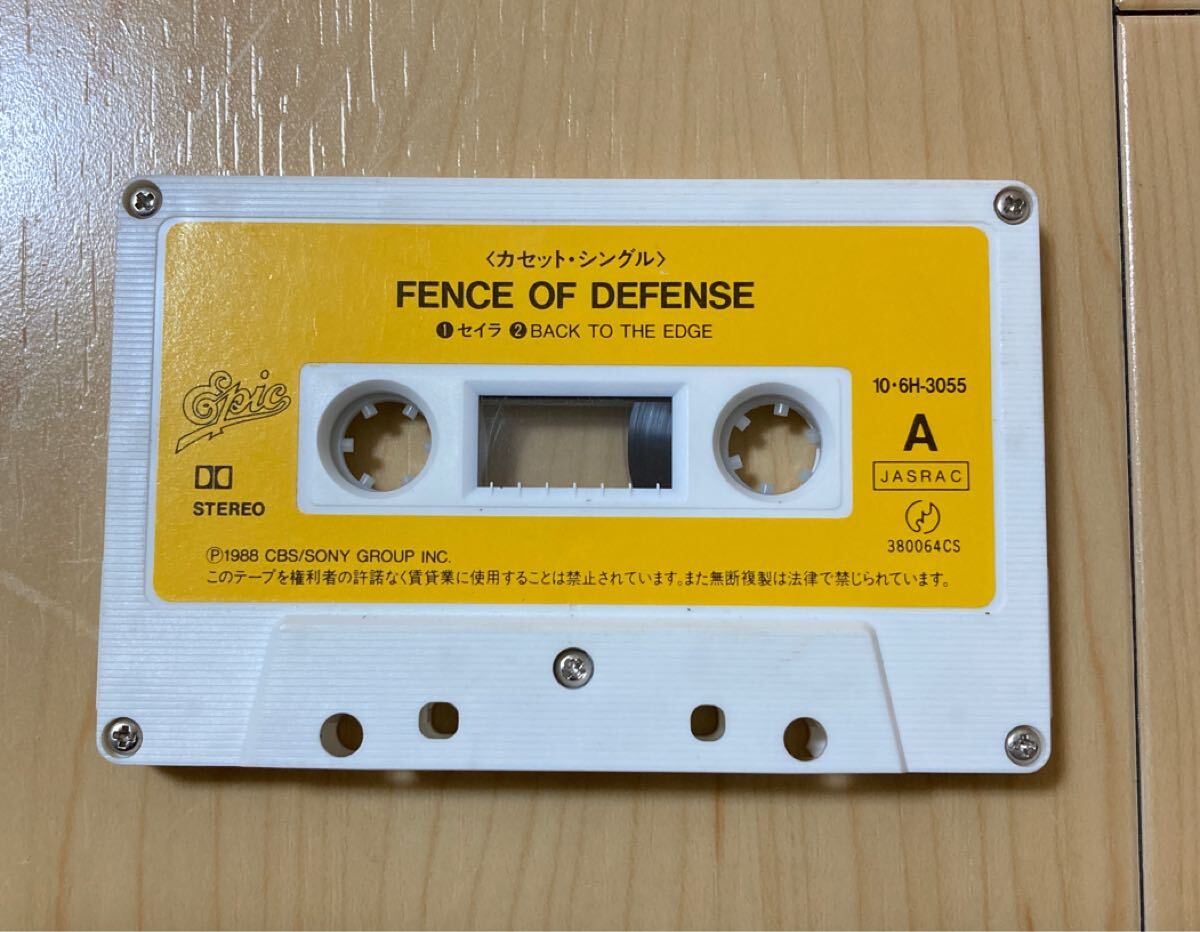 〈カセット・シングル〉
FENCE OF DEFENSE
❶セイラ ❷BACK TO THE EDGE
Epic
10・6H-3055
A
STEREO
JASRAC
380064CS
Ⓟ1988 CBS/SONY GROUP INC.
このテープを権利者の許諾なく賃貸業に使用することは禁止されています。また無断複製は法律で禁じられています。